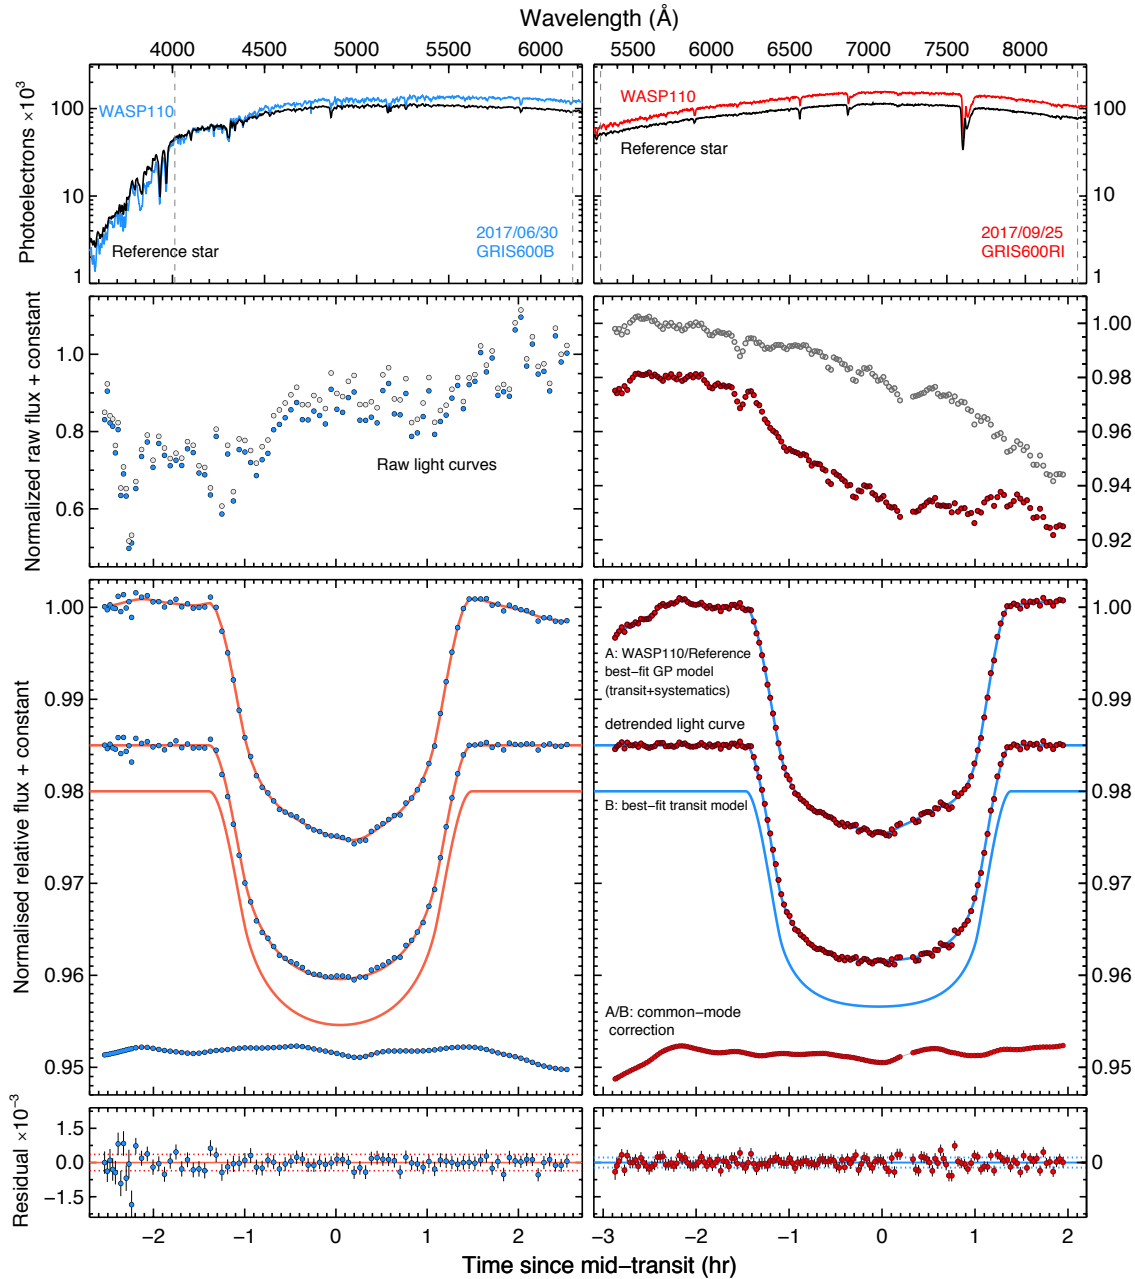 Wavelength (Å)
4000 4500 5000 5500 6000
5500 6000 6500 7000 7500 8000
Photoelectrons ×10³
100
10
1
WASP110
Reference star
2017/06/30
GRIS600B
WASP110
Reference star
2017/09/25
GRIS600RI
100
10
1
Normalized raw flux + constant
1.0
0.8
0.6
Raw light curves
1.00
0.98
0.96
0.94
0.92
Normalised relative flux + constant
1.00
0.99
0.98
0.97
0.96
0.95
A: WASP110/Reference
best−fit GP model
(transit+systematics)
detrended light curve
B: best−fit transit model
A/B: common−mode
correction
1.00
0.99
0.98
0.97
0.96
0.95
Residual ×10⁻³
1.5
0.0
−1.5
0
−2 −1 0 1 2
−3 −2 −1 0 1 2
Time since mid−transit (hr)